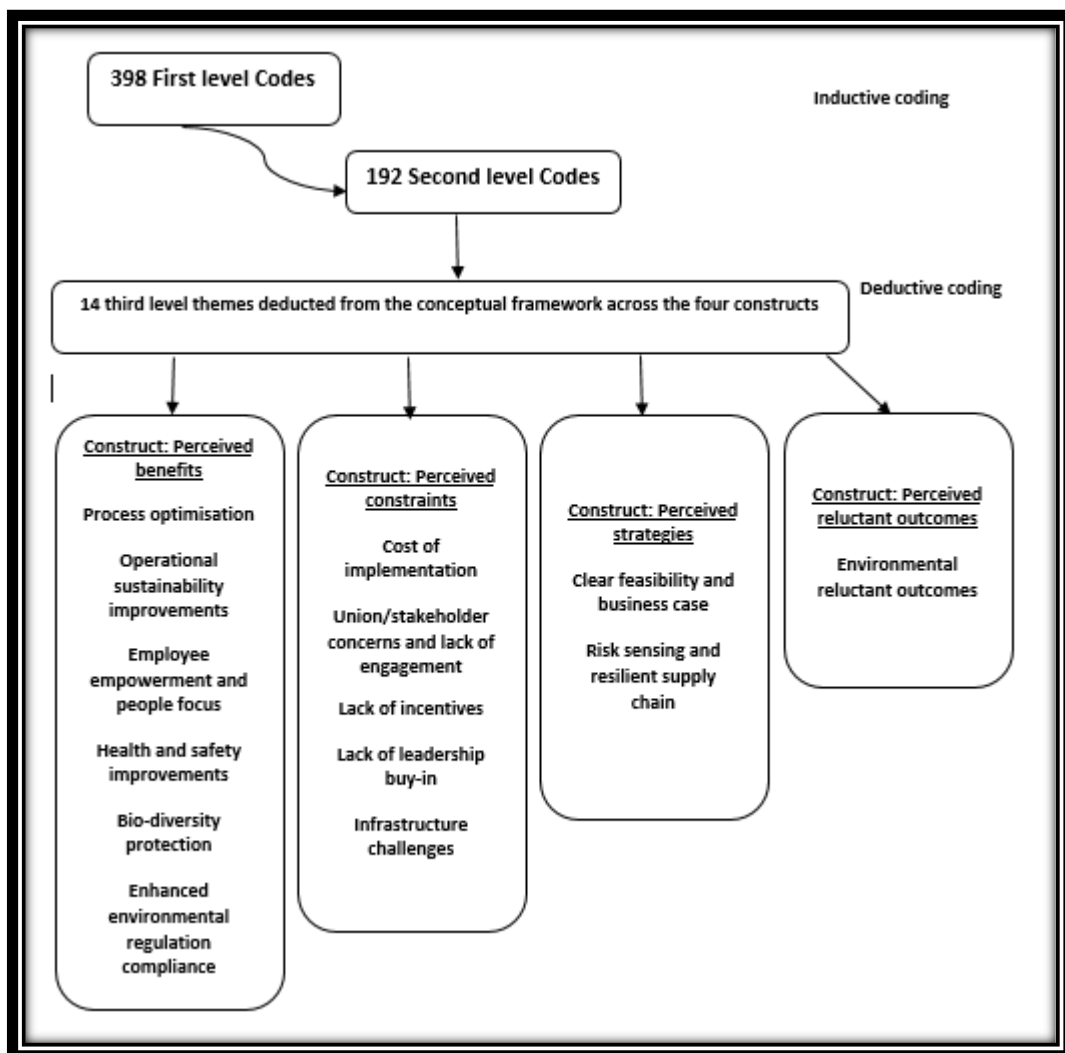 398 First level Codes
Inductive coding
192 Second level Codes
14 third level themes deducted from the conceptual framework across the four constructs
Deductive coding
Construct: Perceived
benefits
Process optimisation
Operational
sustainability
improvements
Employee
empowerment and
people focus
Health and safety
improvements
Bio-diversity
protection
Enhanced
environmental
regulation
compliance
Construct: Perceived
constraints
Cost of
implementation
Union/stakeholder
concerns and lack of
engagement
Lack of incentives
Lack of leadership
buy-in
Infrastructure
challenges
Construct: Perceived
strategies
Clear feasibility and
business case
Risk sensing and
resilient supply
chain
Construct: Perceived
reluctant outcomes
Environmental
reluctant outcomes